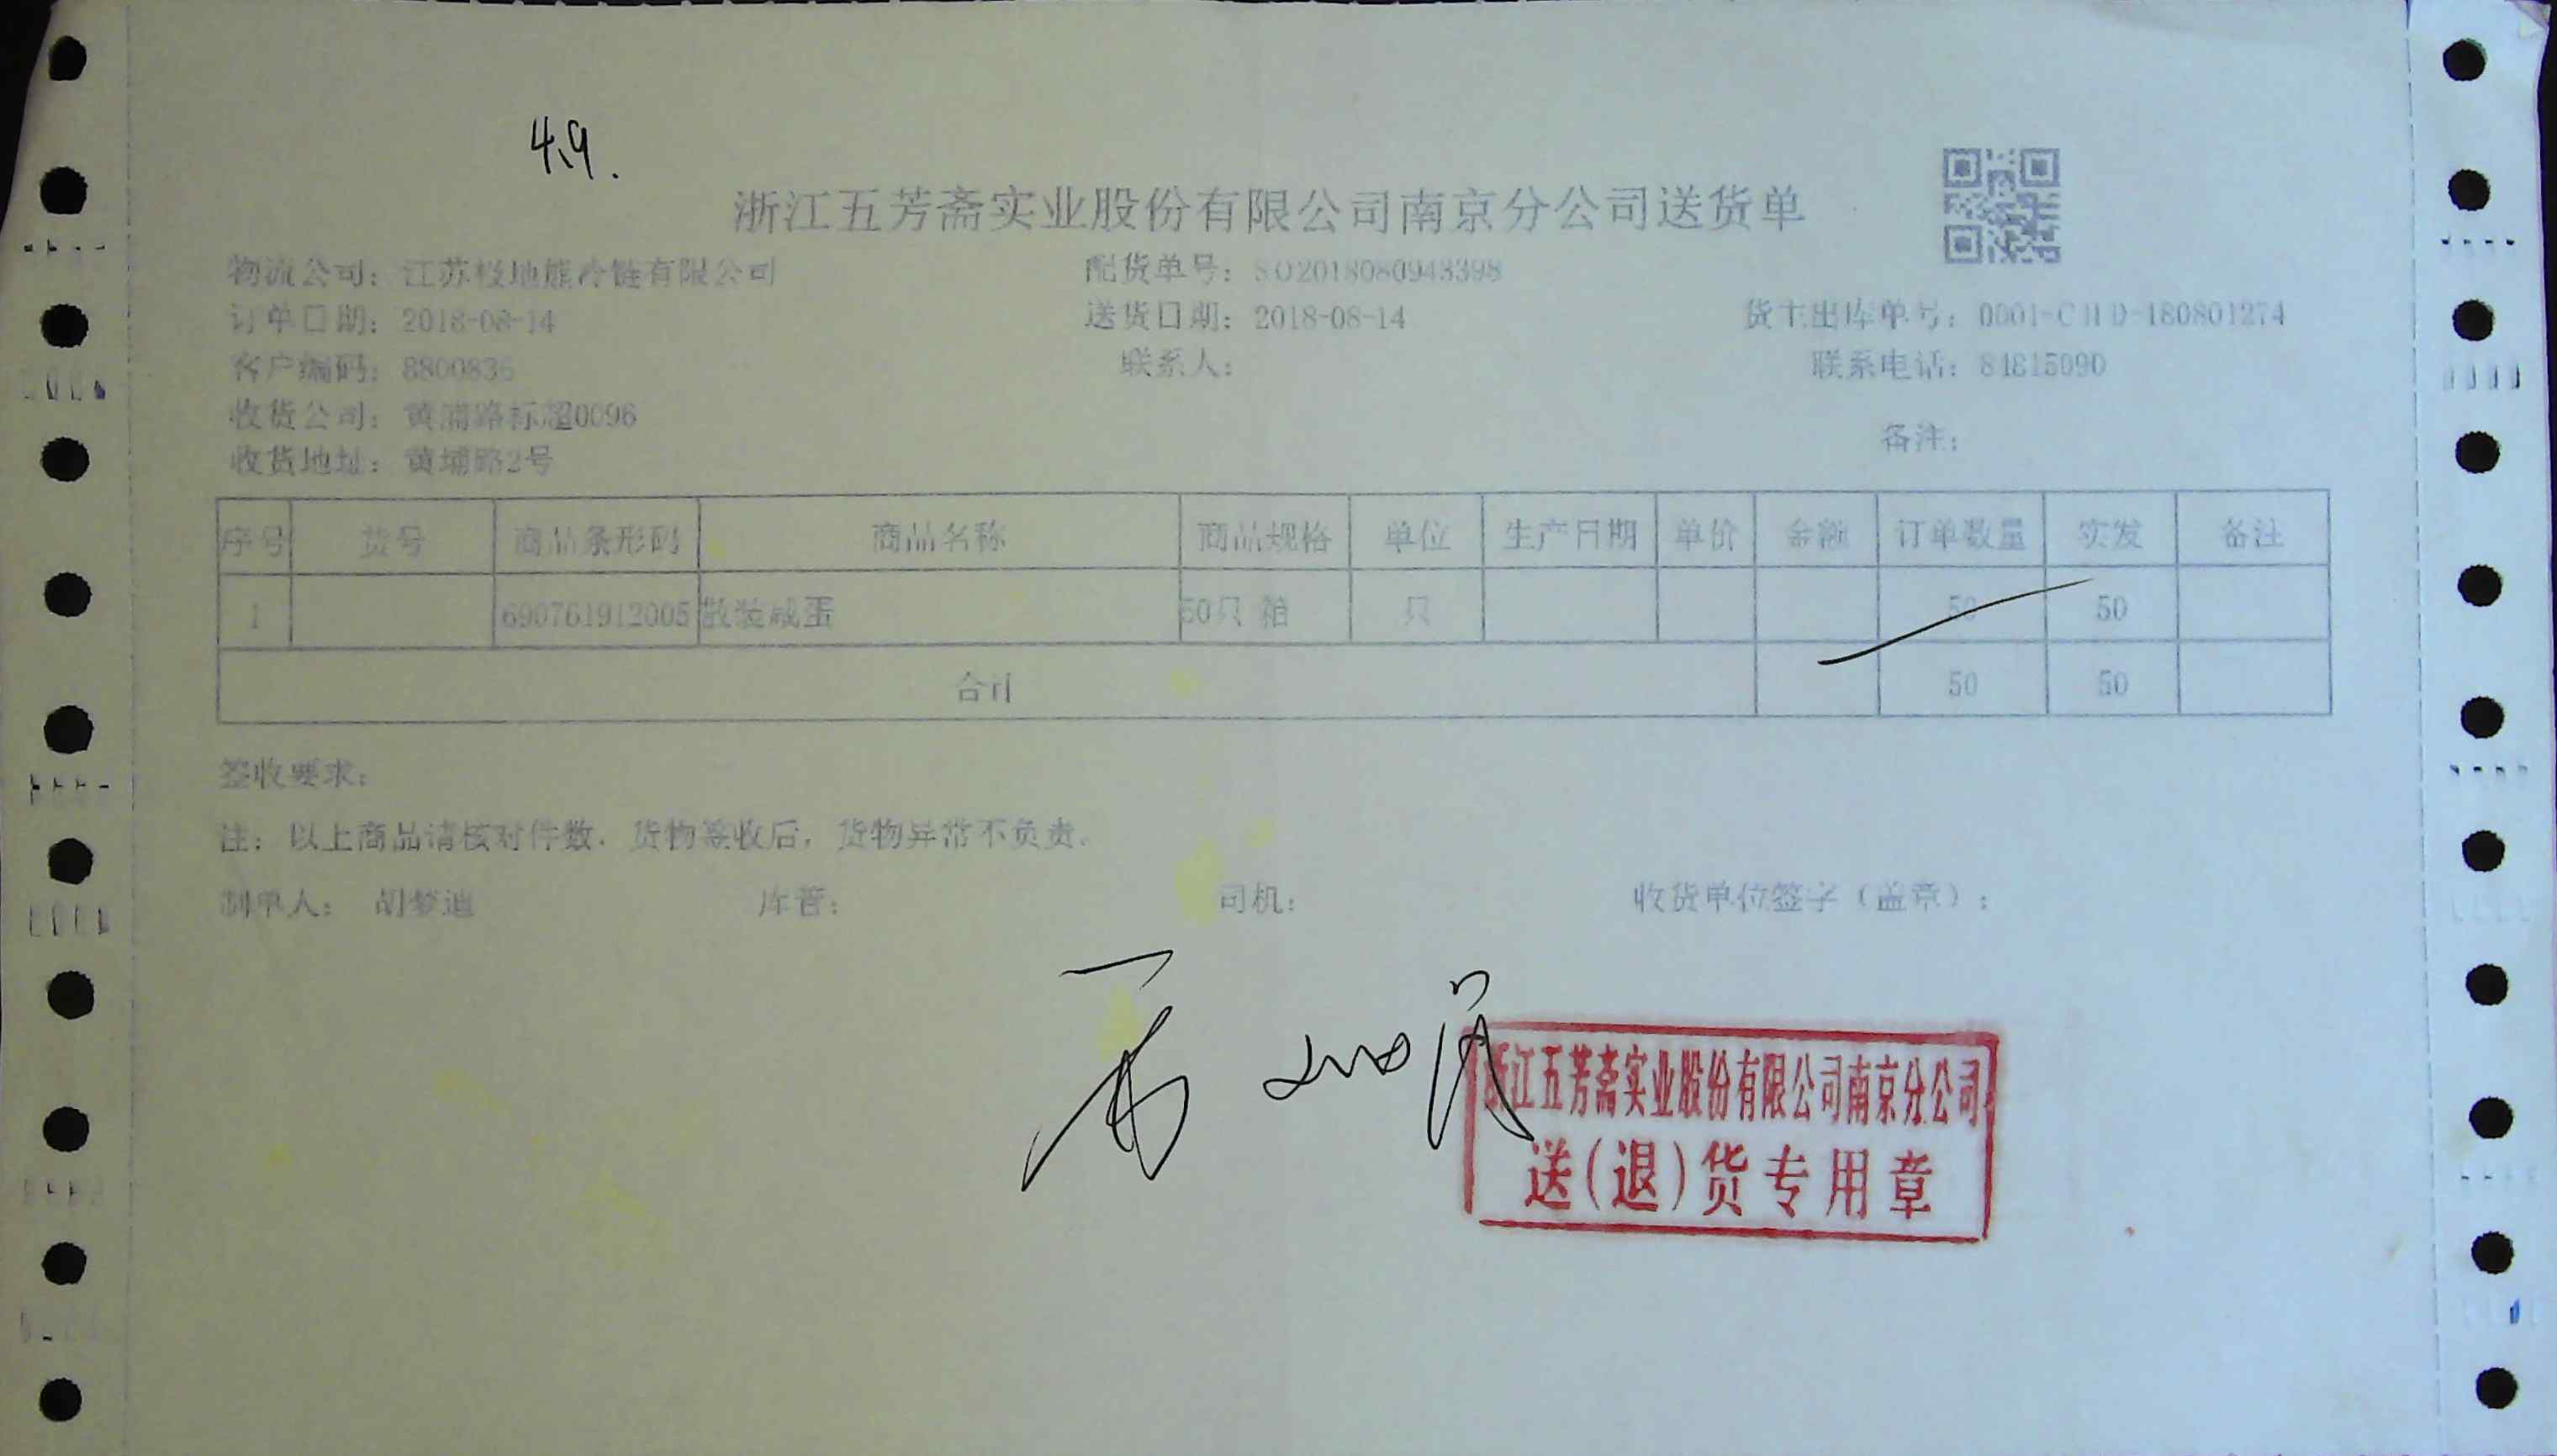 4.9.
浙江五芳斋实业股份有限公司南京分公司送货单
物流公司：江苏极地熊冷链有限公司 配货单号：SO2018080943398
订单日期：2018-08-14 送货日期：2018-08-14 货主出库单号：0001-CHD-180801274
客户编码：8800836 联系人： 联系电话：84815090
收货公司：黄浦路标超0096 备注：
收货地址：黄埔路2号
序号 货号 商品条形码 商品名称 商品规格 单位 生产日期 单价 金额 订单数量 实发 备注
1 690761912005 散装咸蛋 60只 箱 只 50 50
合计 50 50
签收要求：
注：以上商品请核对件数．货物签收后，货物异常不负责．
制单人： 胡梦迪 库管： 司机： 收货单位签字（盖章）：
浙江五芳斋实业股份有限公司南京分公司
送(退)货专用章